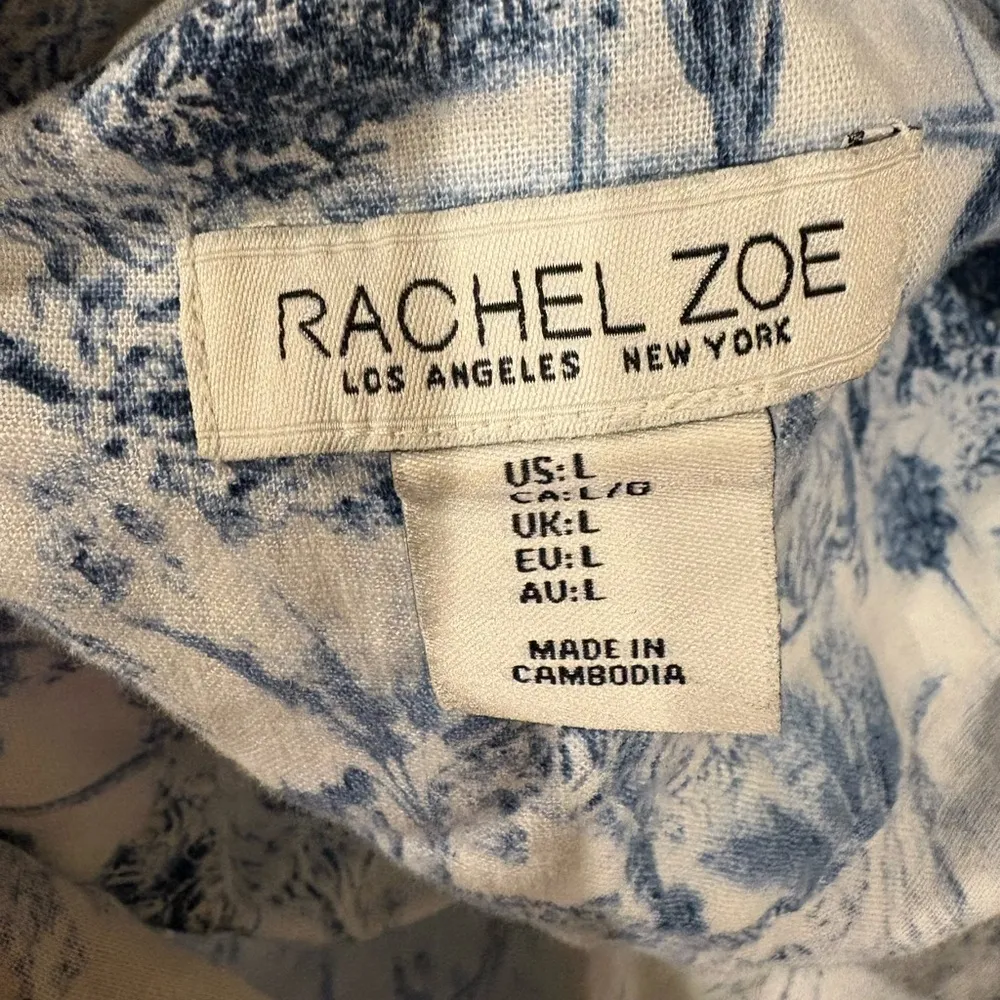 RACHEL ZOE
LOS ANGELES NEW YORK
US: L
CA: L/G
UK: L
EU: L
AU: L
MADE IN
CAMBODIA